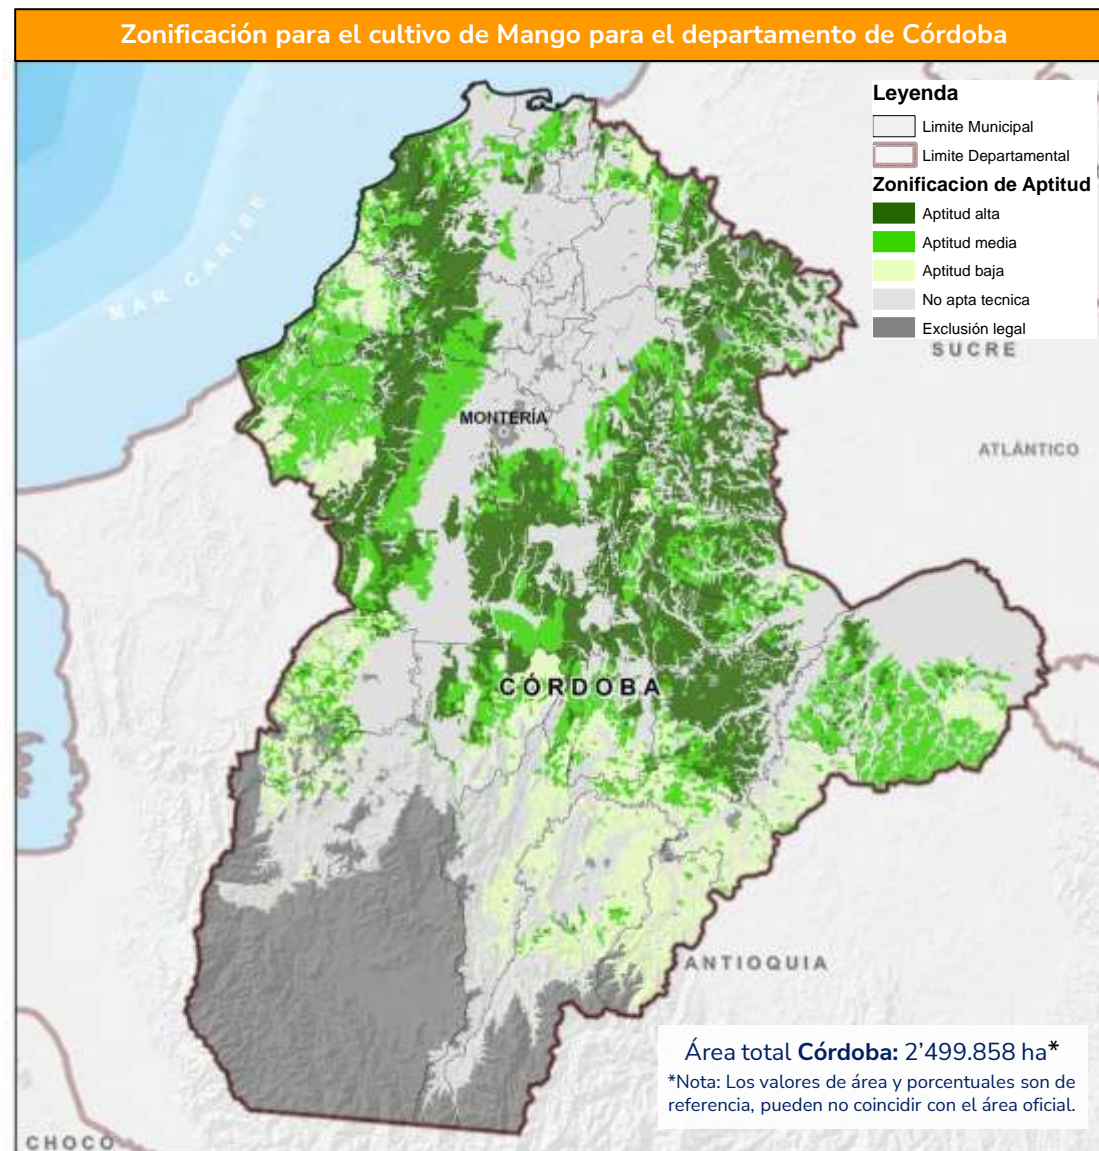 Zonificación para el cultivo de Mango para el departamento de Córdoba
Leyenda
Limite Municipal
Limite Departamental
Zonificacion de Aptitud
Aptitud alta
Aptitud media
Aptitud baja
No apta tecnica
Exclusión legal
MAR CARIBE
SUCRE
MONTERÍA
ATLÁNTICO
CÓRDOBA
ANTIOQUIA
Área total Córdoba: 2’499.858 ha*
*Nota: Los valores de área y porcentuales son de
referencia, pueden no coincidir con el área oficial.
CHOCO